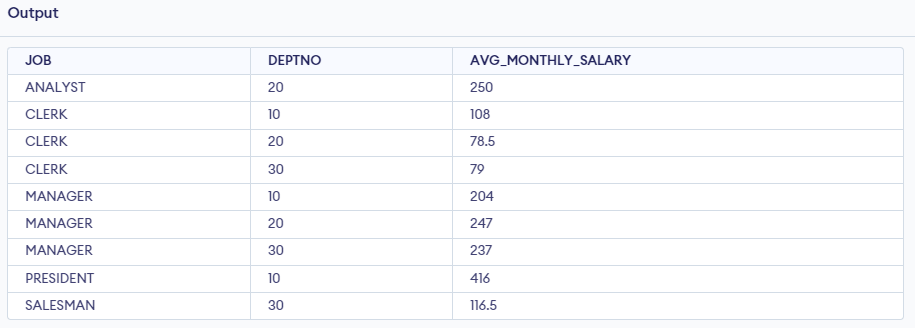 Output
JOB DEPTNO AVG_MONTHLY_SALARY
ANALYST 20 250
CLERK 10 108
CLERK 20 78.5
CLERK 30 79
MANAGER 10 204
MANAGER 20 247
MANAGER 30 237
PRESIDENT 10 416
SALESMAN 30 116.5